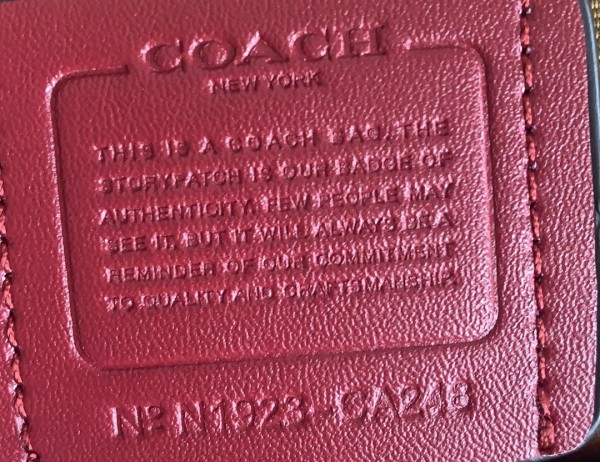 COACH
NEW YORK
THIS IS A COACH BAG. THE
STORYPATCH IS OUR BADGE OF
AUTHENTICITY. FEW PEOPLE MAY
SEE IT, BUT IT WILL ALWAYS BE A
REMINDER OF OUR COMMITMENT
TO QUALITY AND CRAFTSMANSHIP.
Nº N1923-CA248